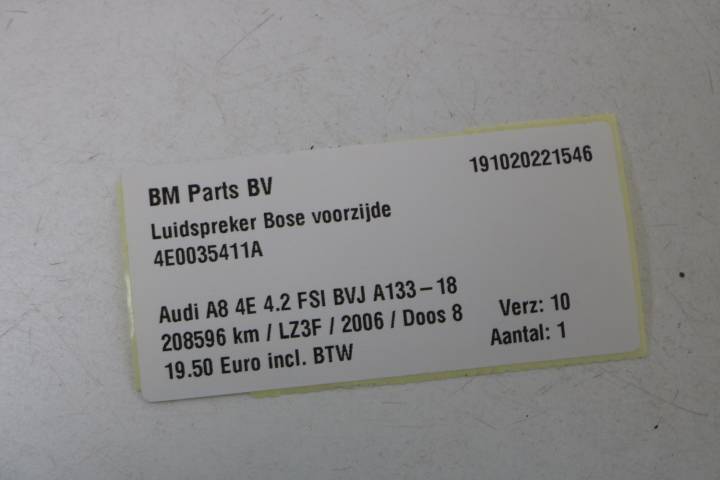 BM Parts BV 191020221546
Luidspreker Bose voorzijde
4E0035411A
Audi A8 4E 4.2 FSI BVJ A133-18
208596 km / LZ3F / 2006 / Doos 8 Verz: 10
19.50 Euro incl. BTW Aantal: 1